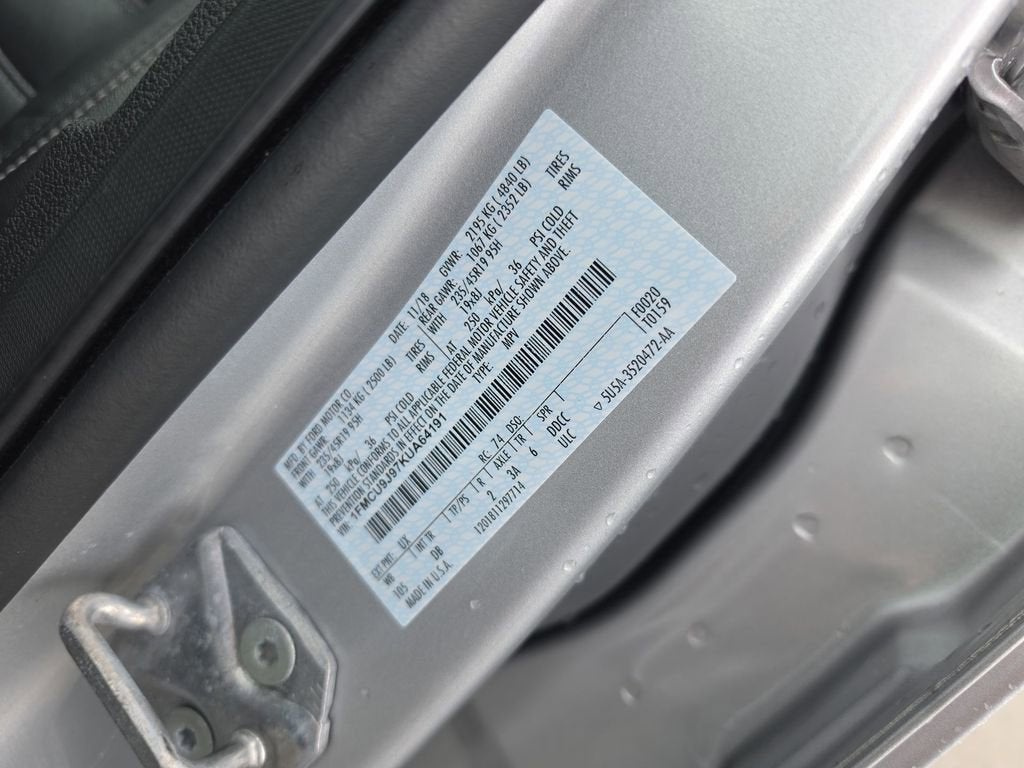 MFD. BY FORD MOTOR CO. DATE: 11/18 GVWR: 2195 KG ( 4840 LB)
FRONT GAWR: 1134 KG ( 2500 LB) REAR GAWR: 1067 KG ( 2352 LB)
WITH 235/45R19 95H TIRES WITH 235/45R19 95H TIRES
19x8J RIMS 19x8J RIMS
AT 250 kPa/ 36 PSI COLD AT 250 kPa/ 36 PSI COLD
THIS VEHICLE CONFORMS TO ALL APPLICABLE FEDERAL MOTOR VEHICLE SAFETY AND THEFT
PREVENTION STANDARDS IN EFFECT ON THE DATE OF MANUFACTURE SHOWN ABOVE.
VIN: 1FMCU9J97KUA64191 TYPE: MPV
EXT PNT: UX RC: 74 DSO: F0020
WB INT TR TP/PS R AXLE TR SPR T0159
105 DB 2 3A 6 DDCC
MADE IN U.S.A. ULC ▽ 5U5A-3520472-AA
1201811297714